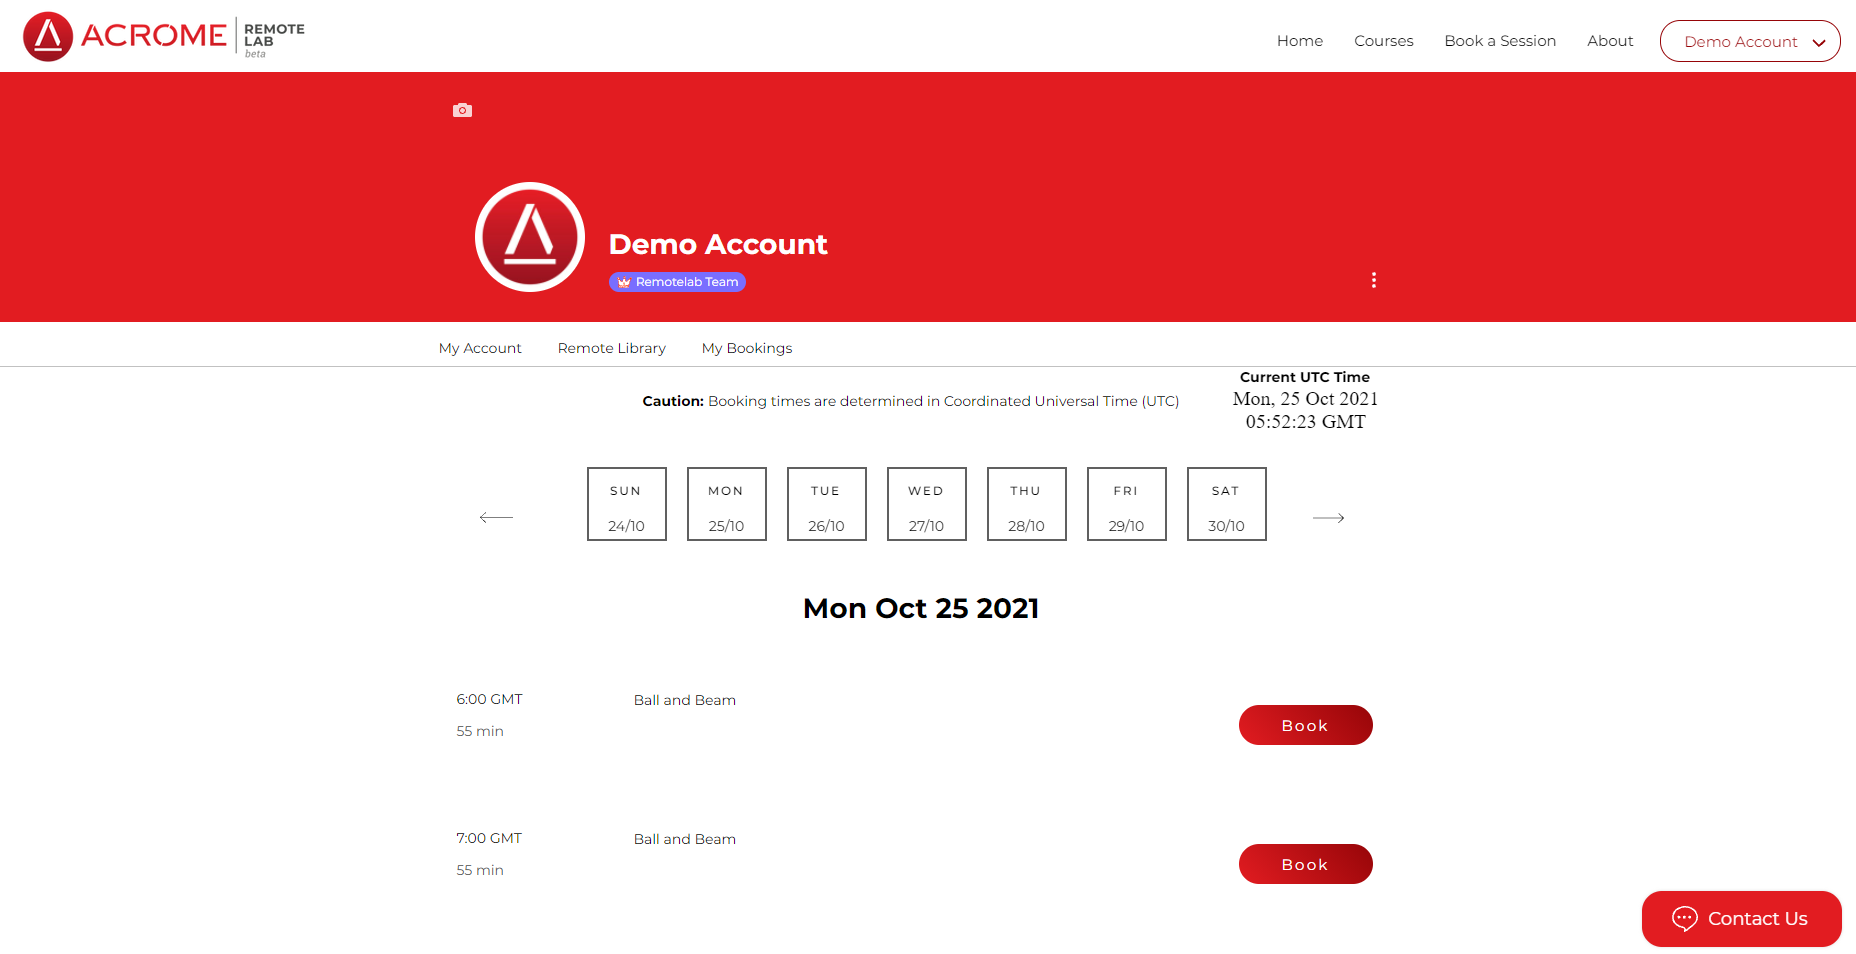 ACROME REMOTE LAB beta
Home Courses Book a Session About Demo Account
Demo Account
Remotelab Team
My Account Remote Library My Bookings
Current UTC Time
Caution: Booking times are determined in Coordinated Universal Time (UTC)
Mon, 25 Oct 2021
05:52:23 GMT
SUN MON TUE WED THU FRI SAT
24/10 25/10 26/10 27/10 28/10 29/10 30/10
Mon Oct 25 2021
6:00 GMT Ball and Beam
55 min
Book
7:00 GMT Ball and Beam
55 min
Book
Contact Us